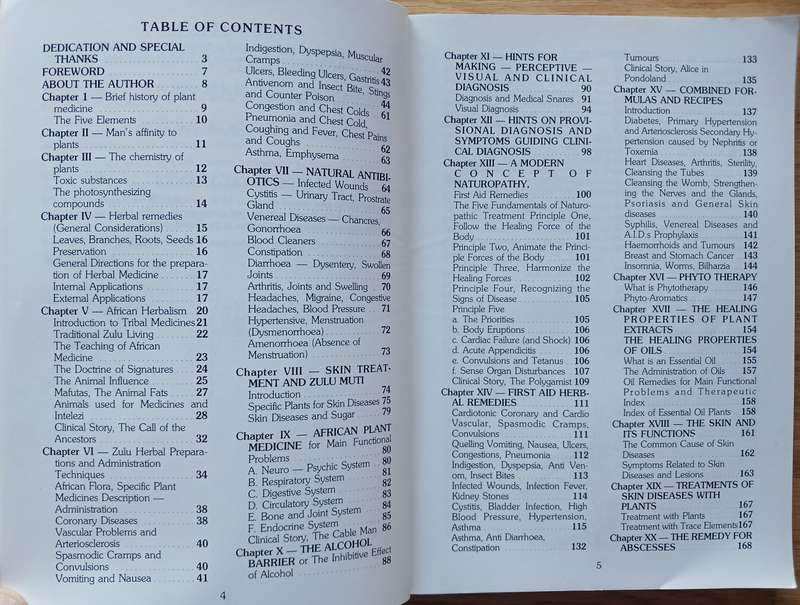 TABLE OF CONTENTS
DEDICATION AND SPECIAL
THANKS 3
FOREWORD 7
ABOUT THE AUTHOR 8
Chapter I — Brief history of plant
medicine 9
The Five Elements 10
Chapter II — Man's affinity to
plants 11
Chapter III — The chemistry of
plants 12
Toxic substances 13
The photosynthesizing
compounds 14
Chapter IV — Herbal remedies
(General Considerations) 15
Leaves, Branches, Roots, Seeds 16
Preservation 16
General Directions for the prepara-
tion of Herbal Medicine 17
Internal Applications 17
External Applications 17
Chapter V — African Herbalism 20
Introduction to Tribal Medicines 21
Traditional Zulu Living 22
The Teaching of African
Medicine 23
The Doctrine of Signatures 24
The Animal Influence 25
Mafutas, The Animal Fats 27
Animals used for Medicines and
Intelezi 28
Clinical Story, The Call of the
Ancestors 32
Chapter VI — Zulu Herbal Prepara-
tions and Administration
Techniques 34
African Flora, Specific Plant
Medicines Description —
Administration 38
Coronary Diseases 38
Vascular Problems and
Arteriosclerosis 40
Spasmodic Cramps and
Convulsions 40
Vomiting and Nausea 41
Indigestion, Dyspepsia, Muscular
Cramps 42
Ulcers, Bleeding Ulcers, Gastritis 43
Antivenom and Insect Bite, Stings
and Counter Poison 44
Congestion and Chest Colds 61
Pneumonia and Chest Cold,
Coughing and Fever, Chest Pains
and Coughs 62
Asthma, Emphysema 63
Chapter VII — NATURAL ANTIBI-
OTICS — Infected Wounds 64
Cystitis — Urinary Tract, Prostrate
Gland 65
Venereal Diseases — Chancres,
Gonorrhoea 66
Blood Cleaners 67
Constipation 68
Diarrhoea — Dysentery, Swollen
Joints 69
Arthritis, Joints and Swelling 70
Headaches, Migraine, Congestive
Headaches, Blood Pressure 71
Hypertensive, Menstruation
(Dysmenorrhoea) 72
Amenorrhoea (Absence of
Menstruation) 73
Chapter VIII — SKIN TREAT-
MENT AND ZULU MUTI
Introduction 74
Specific Plants for Skin Diseases 75
Skin Diseases and Sugar 79
Chapter IX — AFRICAN PLANT
MEDICINE for Main Functional
Problems 80
A. Neuro — Psychic System 80
B. Respiratory System 81
C. Digestive System 82
D. Circulatory System 83
E. Bone and Joint System 84
F. Endocrine System 85
Clinical Story, The Cable Man 86
Chapter X — THE ALCOHOL
BARRIER or The Inhibitive Effect
of Alcohol 88
4
Chapter XI — HINTS FOR
MAKING — PERCEPTIVE —
VISUAL AND CLINICAL
DIAGNOSIS 90
Diagnosis and Medical Snares 91
Visual Diagnosis 94
Chapter XII — HINTS ON PROVI-
SIONAL DIAGNOSIS AND
SYMPTOMS GUIDING CLINI-
CAL DIAGNOSIS 98
Chapter XIII — A MODERN
CONCEPT OF
NATUROPATHY,
First Aid Remedies 100
The Five Fundamentals of Naturo-
pathic Treatment Principle One,
Follow the Healing Force of the
Body 101
Principle Two, Animate the Princi-
ple Forces of the Body 101
Principle Three, Harmonize the
Healing Forces 102
Principle Four, Recognizing the
Signs of Disease 105
Principle Five
a. The Priorities 105
b. Body Eruptions 106
c. Cardiac Failure (and Shock) 106
d. Acute Appendicitis 106
e. Convulsions and Tetanus 106
f. Sense Organ Disturbances 107
Clinical Story, The Polygamist 109
Chapter XIV — FIRST AID HERB-
AL REMEDIES 111
Cardiotonic Coronary and Cardio
Vascular, Spasmodic Cramps,
Convulsions 111
Quelling Vomiting, Nausea, Ulcers,
Congestions, Pneumonia 112
Indigestion, Dyspepsia, Anti Ven-
om, Insect Bites 113
Infected Wounds, Infection Fever,
Kidney Stones 114
Cystitis, Bladder Infection, High
Blood Pressure, Hypertension,
Asthma 115
Asthma, Anti Diarrhoea,
Constipation 132
Tumours 133
Clinical Story, Alice in
Pondoland 135
Chapter XV — COMBINED FOR-
MULAS AND RECIPES
Introduction 137
Diabetes, Primary Hypertension
and Arteriosclerosis Secondary Hy-
pertension caused by Nephritis or
Toxemia 138
Heart Diseases, Arthritis, Sterility,
Cleansing the Tubes 139
Cleansing the Womb, Strengthen-
ing the Nerves and the Glands,
Psoriasis and General Skin
diseases 140
Syphilis, Venereal Diseases and
A.I.D.s Prophylaxis 141
Haemorrhoids and Tumours 142
Breast and Stomach Cancer 143
Insomnia, Worms, Bilharzia 144
Chapter XVI — PHYTO THERAPY
What is Phytotherapy 146
Phyto-Aromatics 147
Chapter XVII — THE HEALING
PROPERTIES OF PLANT
EXTRACTS 154
THE HEALING PROPERTIES
OF OILS 154
What is an Essential Oil 155
The Administration of Oils 157
Oil Remedies for Main Functional
Problems and Therapeutic
Index 158
Index of Essential Oil Plants 158
Chapter XVIII — THE SKIN AND
ITS FUNCTIONS 161
The Common Cause of Skin
Diseases 162
Symptoms Related to Skin
Diseases and Lesions 163
Chapter XIX — TREATMENTS OF
SKIN DISEASES WITH
PLANTS 167
Treatment with Plants 167
Treatment with Trace Elements 167
Chapter XX — THE REMEDY FOR
ABSCESSES 168
5